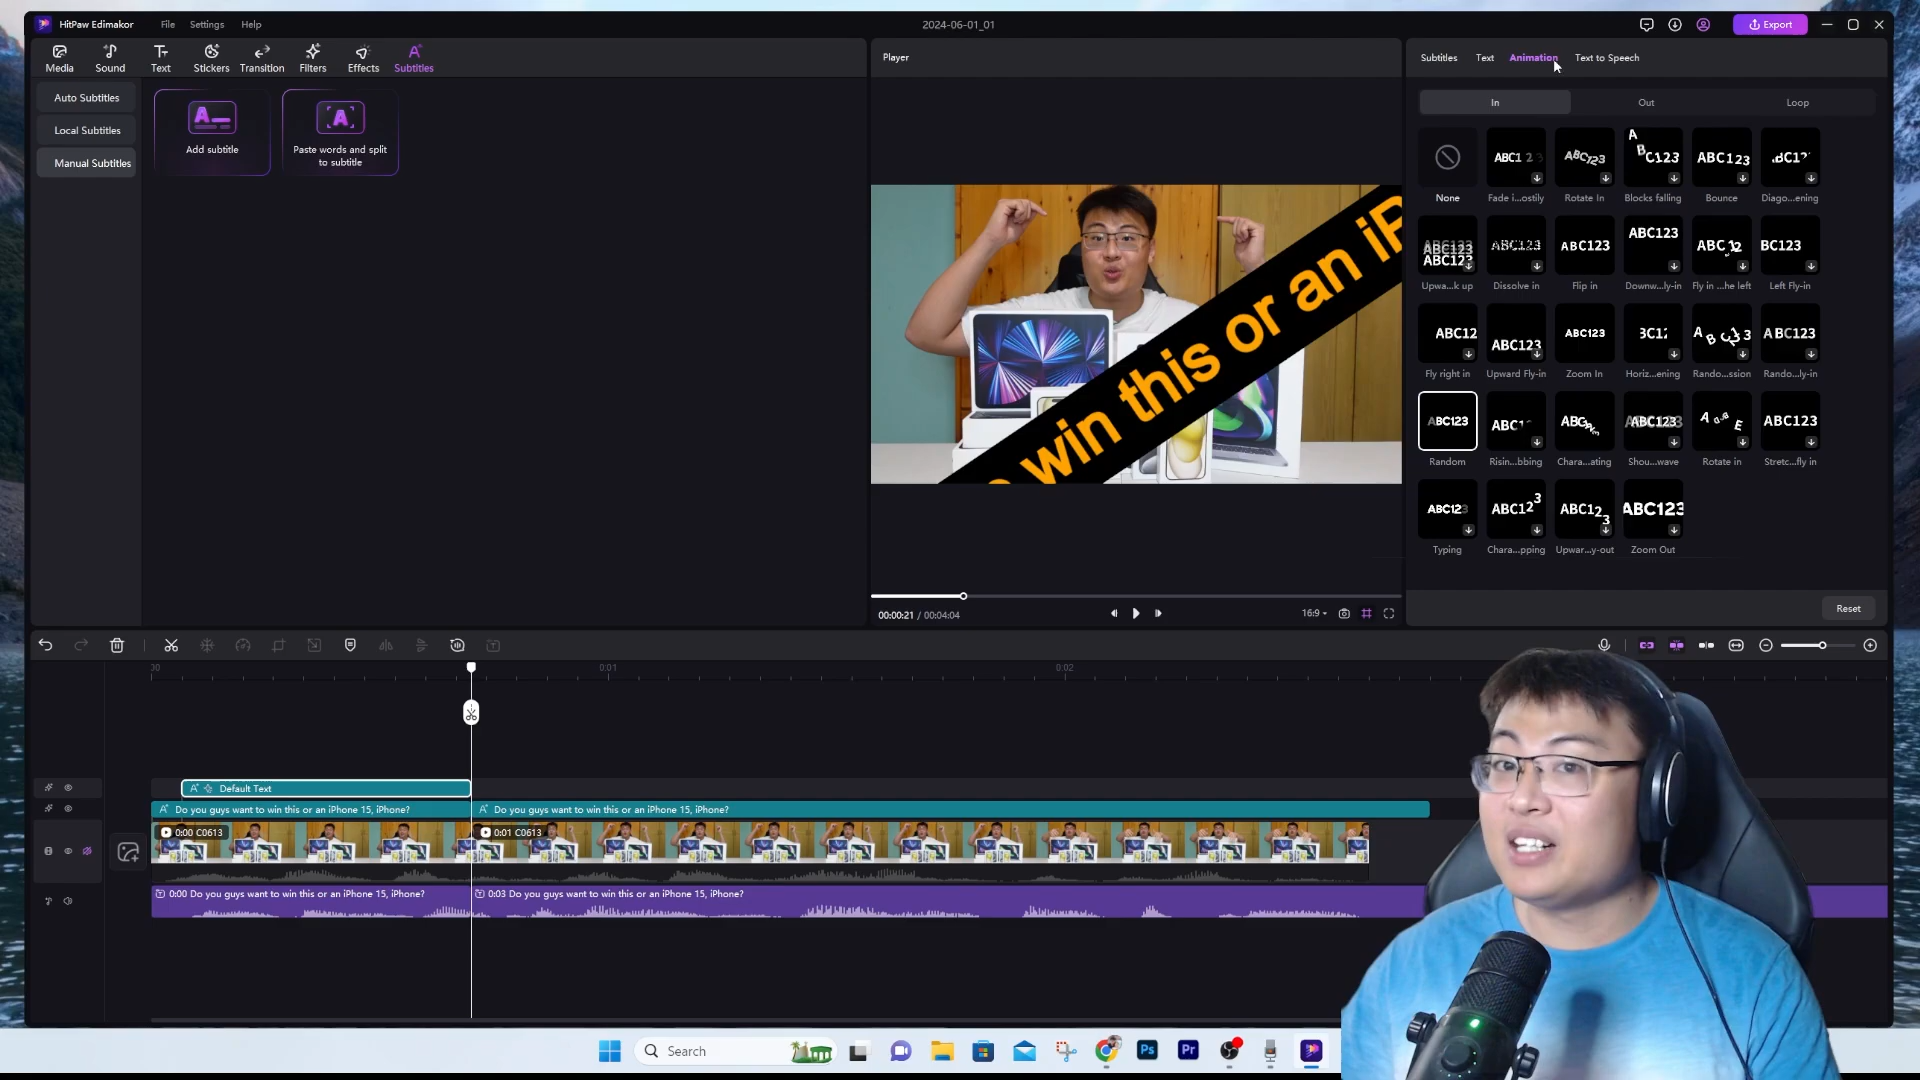 HitPaw Edimakor
File
Settings
Help
2024-06-01_01
Export
Media
Sound
Text
Stickers
Transition
Filters
Effects
Subtitles
Auto Subtitles
Local Subtitles
Manual Subtitles
Add subtitle
Paste words and split
to subtitle
Player
win this or an iP
00:00:21 / 00:04:04
16:9
Subtitles
Text
Animation
Text to Speech
In
Out
Loop
None
Fade i...ostily
Rotate In
Blocks falling
Bounce
Diago...ening
Upwa...k up
Dissolve in
Flip in
Downw...ly-in
Fly in ...he left
Left Fly-in
Fly right in
Upward Fly-in
Zoom In
Horiz...ening
Rando...ssion
Rando...ly-in
Random
Risin...bbing
Chara...ating
Shou...wave
Rotate in
Stretc...fly in
Typing
Chara...pping
Upwar...y-out
Zoom Out
Reset
0:01
0:02
Default Text
Do you guys want to win this or an iPhone 15, iPhone?
Do you guys want to win this or an iPhone 15, iPhone?
0:00 C0613
0:01 C0613
0:00 Do you guys want to win this or an iPhone 15, iPhone?
0:03 Do you guys want to win this or an iPhone 15, iPhone?
Search
Ps
Pr